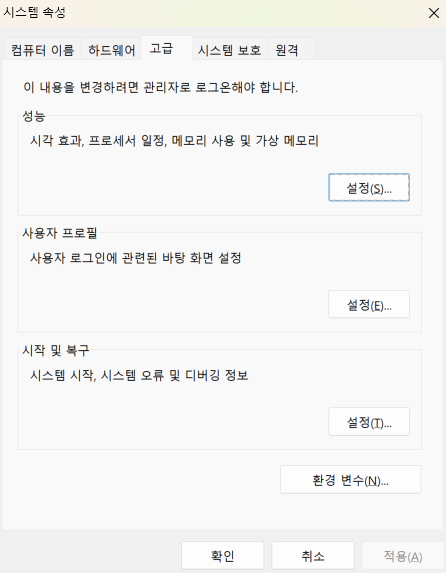 시스템 속성
컴퓨터 이름 하드웨어 고급 시스템 보호 원격
이 내용을 변경하려면 관리자로 로그온해야 합니다.
성능
시각 효과, 프로세서 일정, 메모리 사용 및 가상 메모리
설정(S)...
사용자 프로필
사용자 로그인에 관련된 바탕 화면 설정
설정(E)...
시작 및 복구
시스템 시작, 시스템 오류 및 디버깅 정보
설정(T)...
환경 변수(N)...
확인 취소 적용(A)